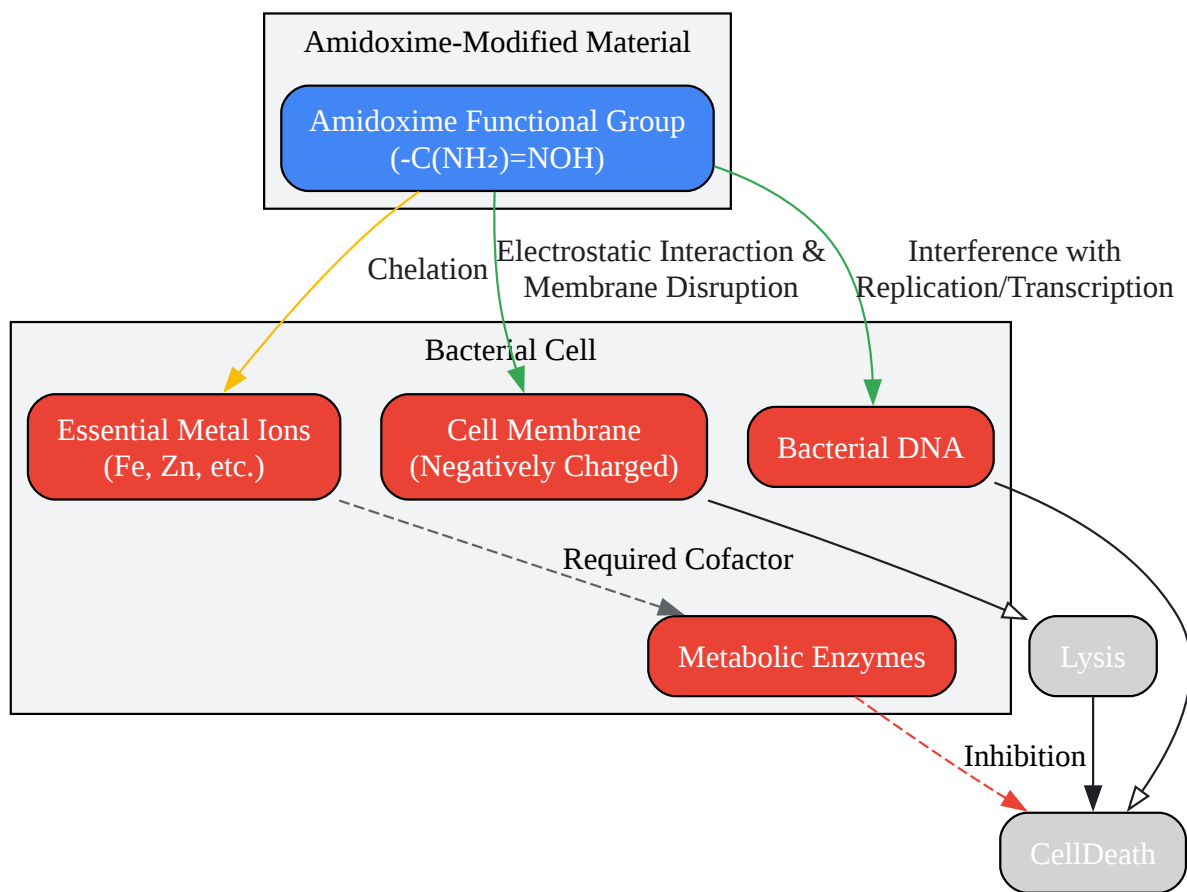 Amidoxime-Modified Material
Amidoxime Functional Group
(-C(NH₂)=NOH)
Chelation
Electrostatic Interaction &
Membrane Disruption
Interference with
Replication/Transcription
Bacterial Cell
Essential Metal Ions
(Fe, Zn, etc.)
Cell Membrane
(Negatively Charged)
Bacterial DNA
Required Cofactor
Metabolic Enzymes
Lysis
Inhibition
CellDeath